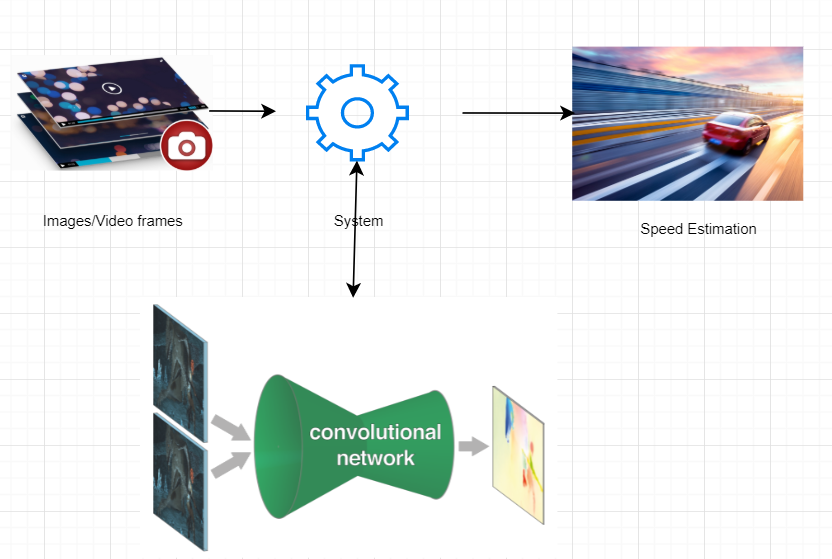 Images/Video frames
System
Speed Estimation
convolutional
network